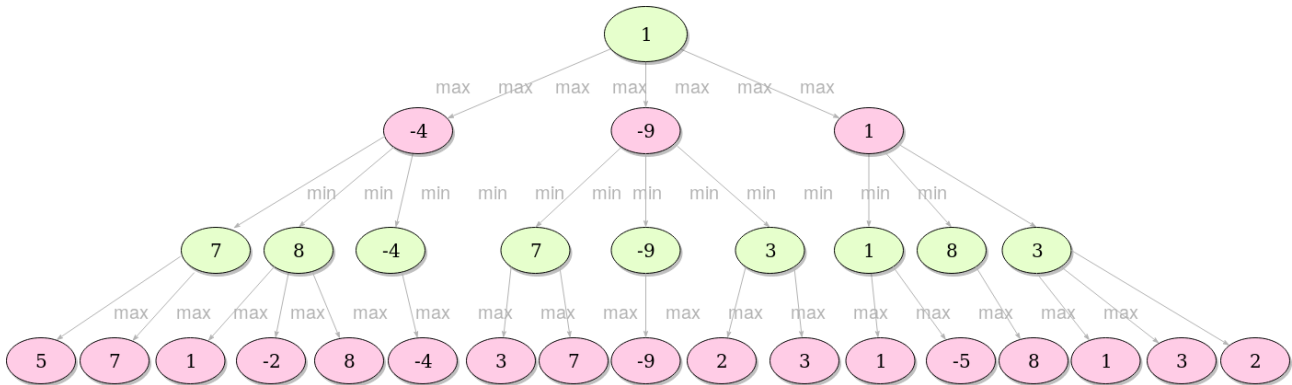 1
max max max max max max max
-4 -9 1
min min min min min min min min min min min
7 8 -4 7 -9 3 1 8 3
max max max max max max max max max max max max max max max max max
5 7 1 -2 8 -4 3 7 -9 2 3 1 -5 8 1 3 2